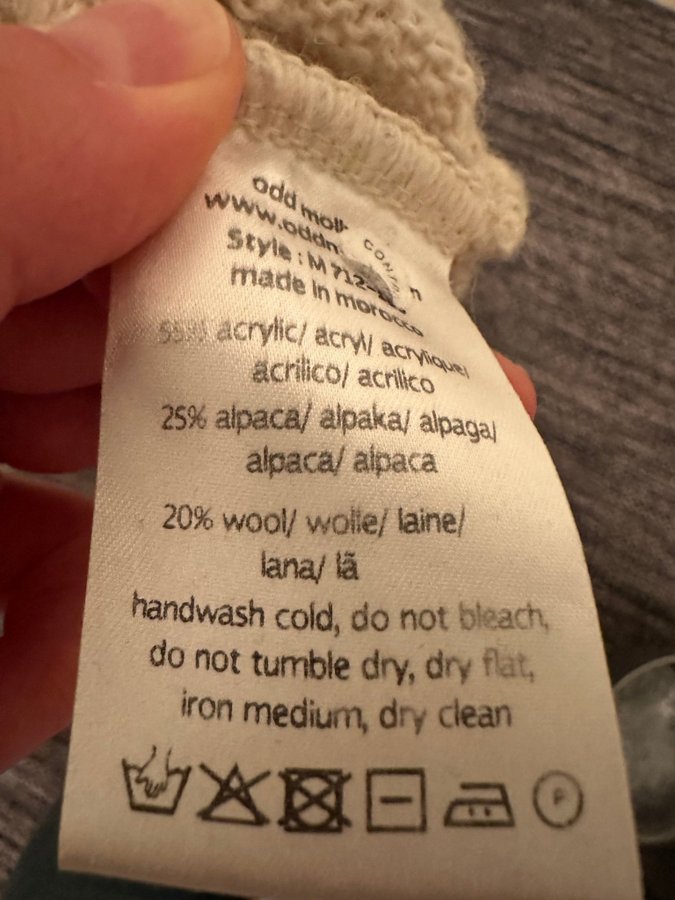 odd moll
www.oddn
Style : M 712-
made in morocco
55% acrylic/ acryl/ acrylique/
acrilico/ acrilico
25% alpaca/ alpaka/ alpaga/
alpaca/ alpaca
20% wool/ wolle/ laine/
lana/ lã
handwash cold, do not bleach,
do not tumble dry, dry flat,
iron medium, dry clean
P